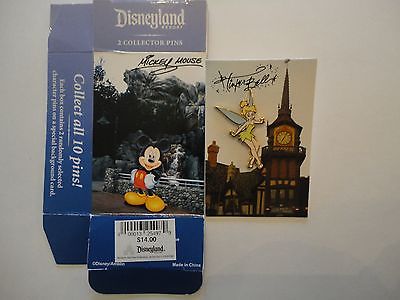 Disneyland
RESORT
2 COLLECTOR PINS
MICKEY MOUSE
Collect all 10 pins!
Each box contains 2 randomly selected
character pins on a special background card.
Tinker Bell
$14.00
Disneyland
©Disney/Arribin
Made in China